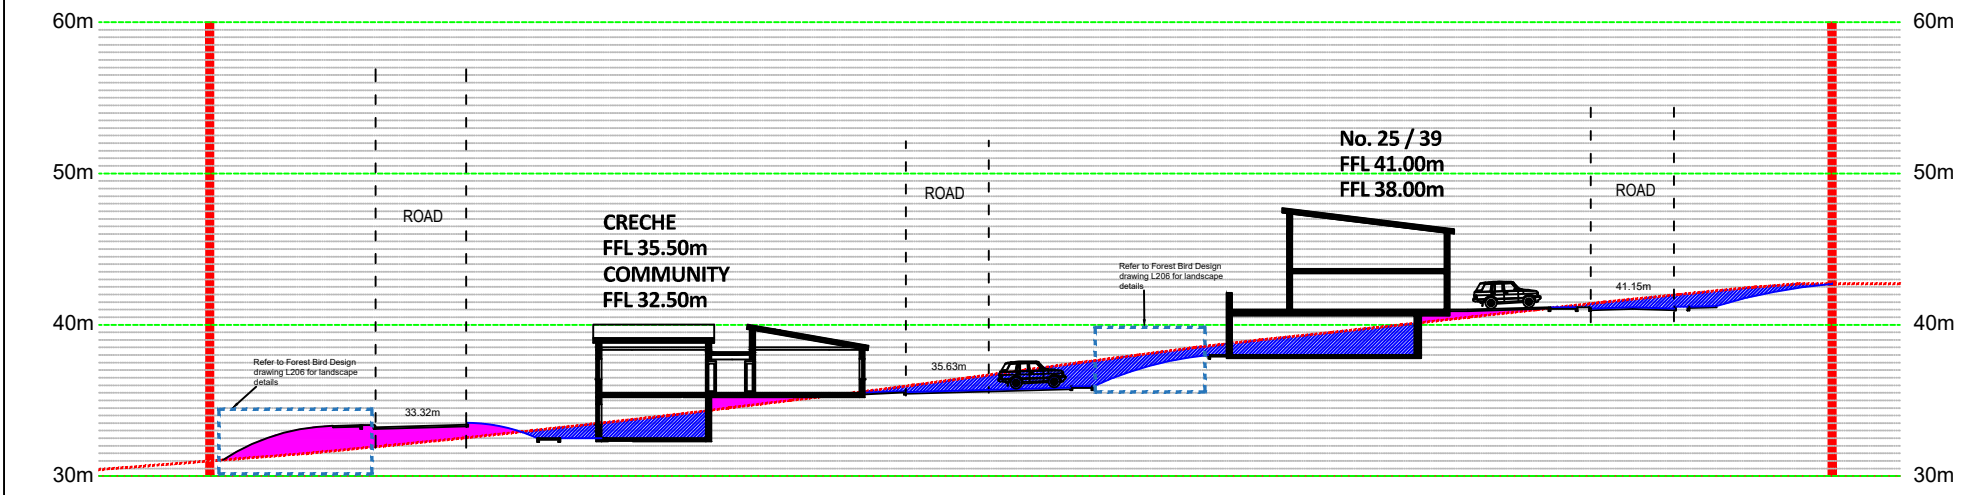 60m
60m
50m
50m
40m
40m
30m
30m
ROAD
CRECHE
FFL 35.50m
COMMUNITY
FFL 32.50m
ROAD
No. 25 / 39
FFL 41.00m
FFL 38.00m
ROAD
Refer to Forest Bird Design
drawing L206 for landscape
details
33.32m
35.63m
Refer to Forest Bird Design
drawing L206 for landscape
details
41.15m